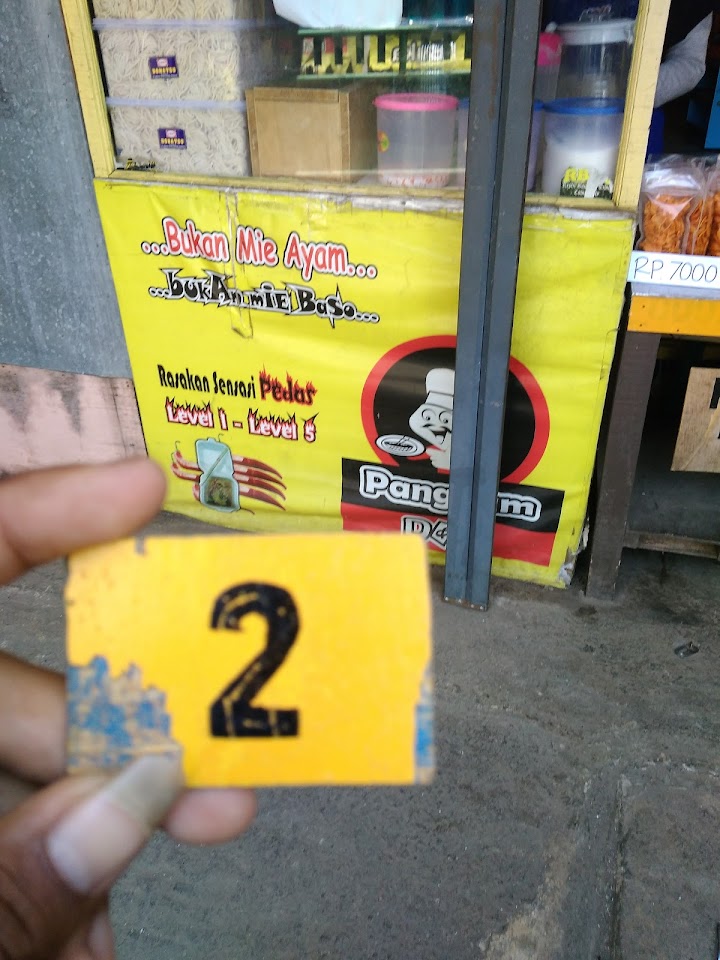 ...Bukan Mie Ayam...
...bukAn miE BaSo...
Rasakan Sensasi Pedas
Level 1 - Level 5
RP 7000
2